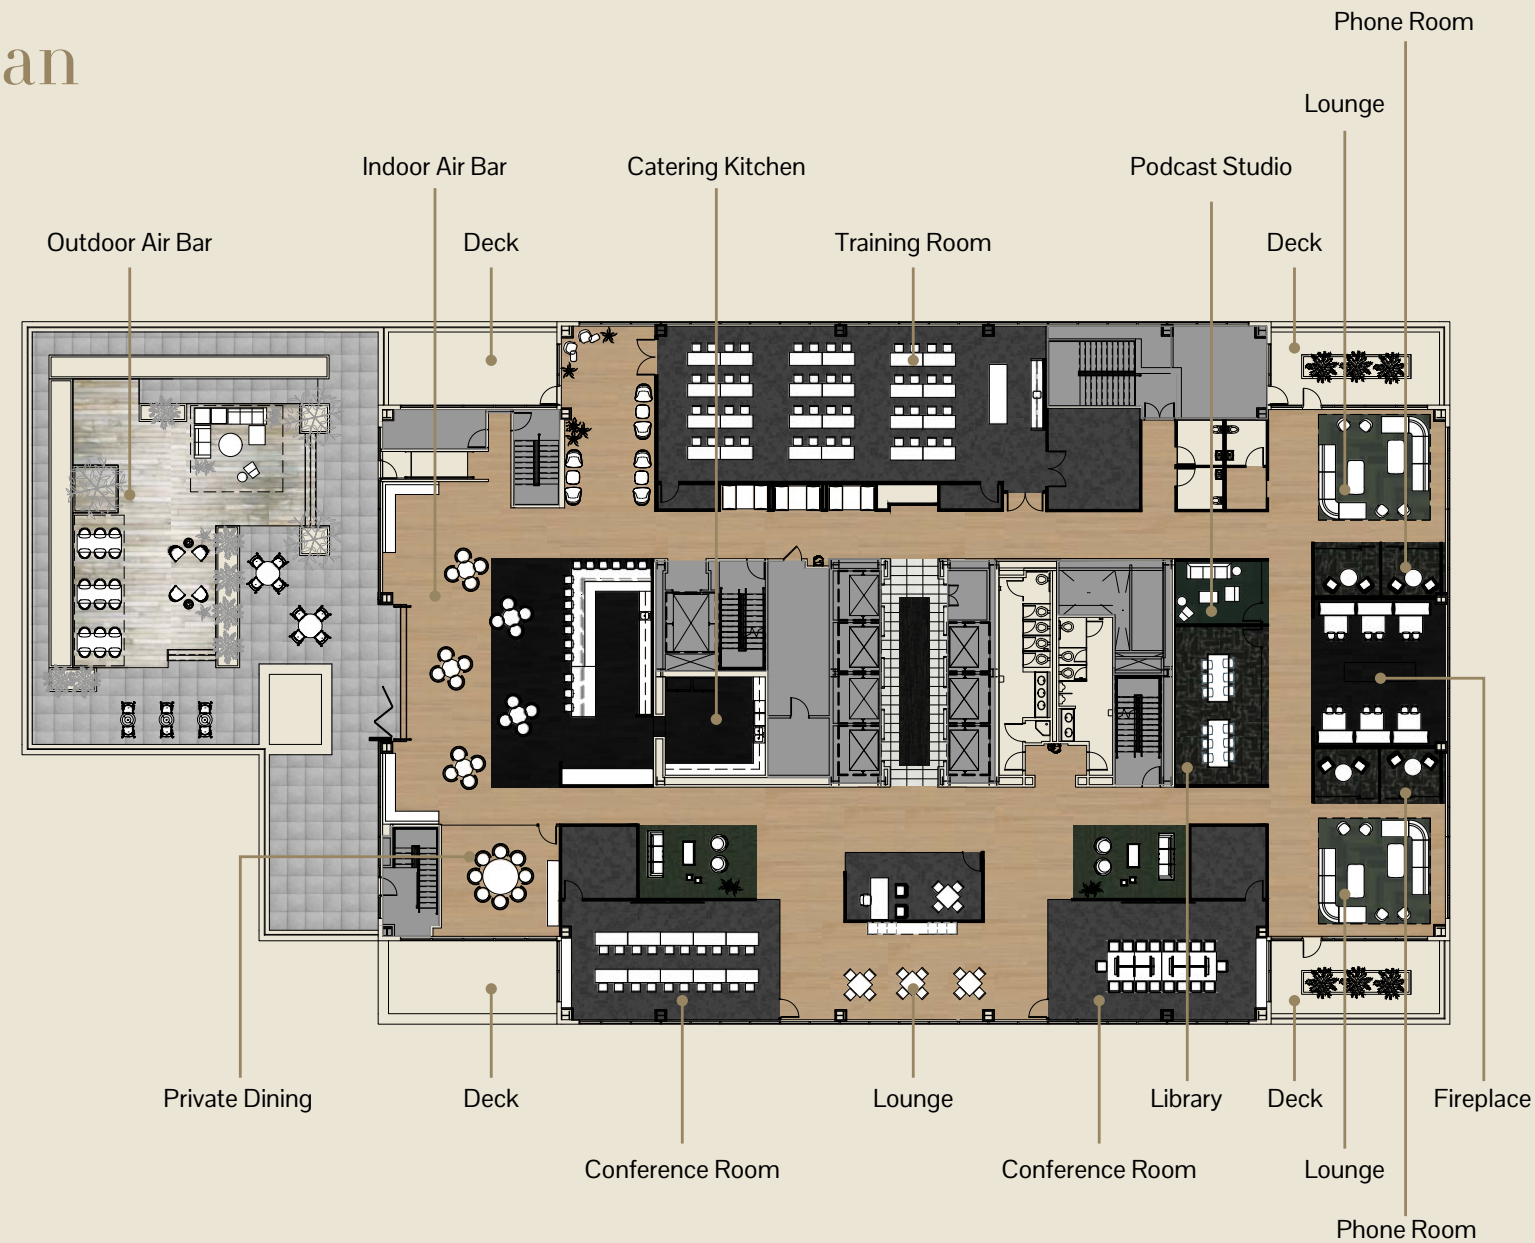 an
Phone Room
Lounge
Indoor Air Bar
Catering Kitchen
Podcast Studio
Outdoor Air Bar
Deck
Training Room
Deck
Private Dining
Deck
Lounge
Library
Deck
Fireplace
Conference Room
Conference Room
Lounge
Phone Room